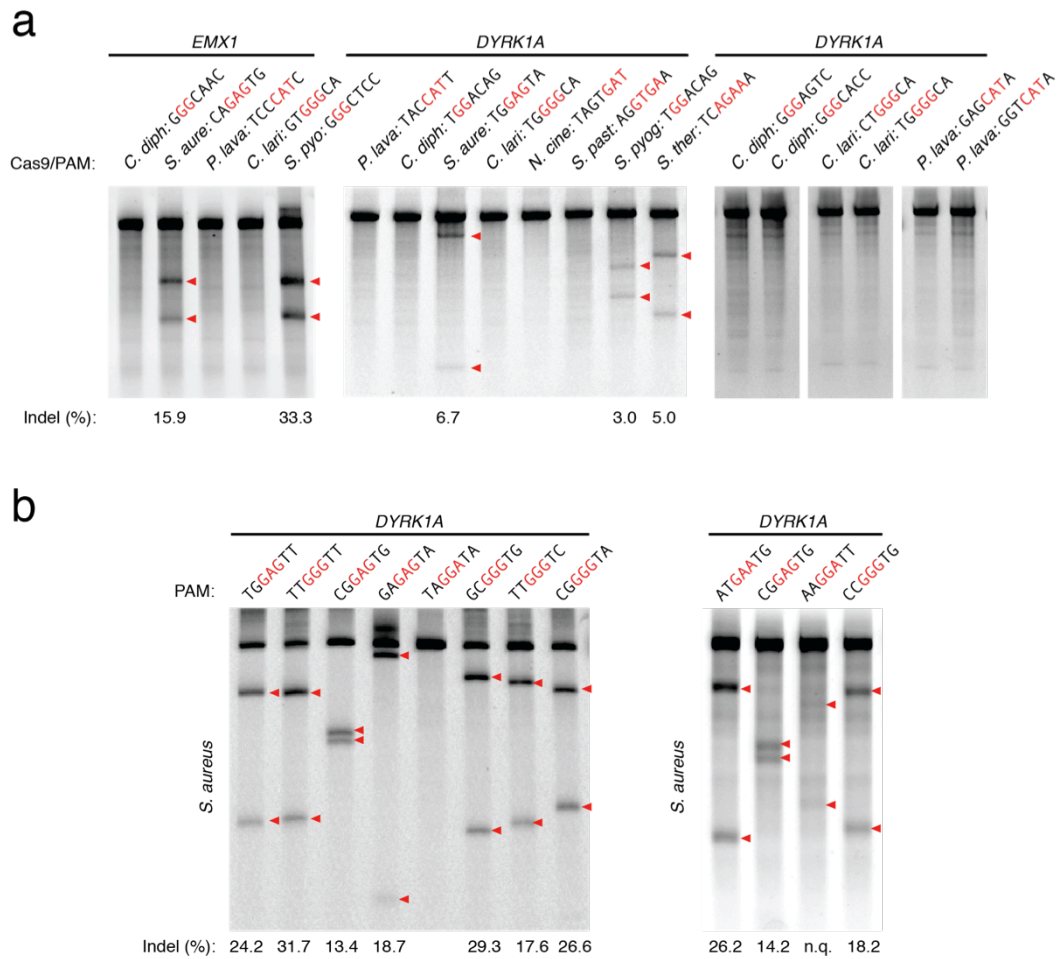 a
EMX1
DYRK1A
DYRK1A
Cas9/PAM:
C. diph: GGGCAAC
S. aure: CAGAGTG
P. lava: TCCCATC
C. lari: GTGGGCA
S. pyo: GGGCTCC
P. lava: TACCATT
C. diph: TGGACAG
S. aure: TGGAGTA
C. lari: TGGGGCA
N. cine: TAGTGAT
S. past: AGGTGAA
S. pyog: TGGACAG
S. ther: TCAGAAA
C. diph: GGGAGTC
C. diph: GGGCACC
C. lari: CTGGGCA
C. lari: TGGGGCA
P. lava: GAGCATA
P. lava: GGTCATA
Indel (%): 15.9 33.3 6.7 3.0 5.0
b
DYRK1A
DYRK1A
PAM:
TGGAGTT
TTGGGTT
CGGAGTG
GAGAGTA
TAGGATA
GCGGGTG
TTGGGTC
CGGGGTA
ATGAATG
CGGAGTG
AAGGATT
CCGGGTG
S. aureus
S. aureus
Indel (%): 24.2 31.7 13.4 18.7 29.3 17.6 26.6 26.2 14.2 n.q. 18.2